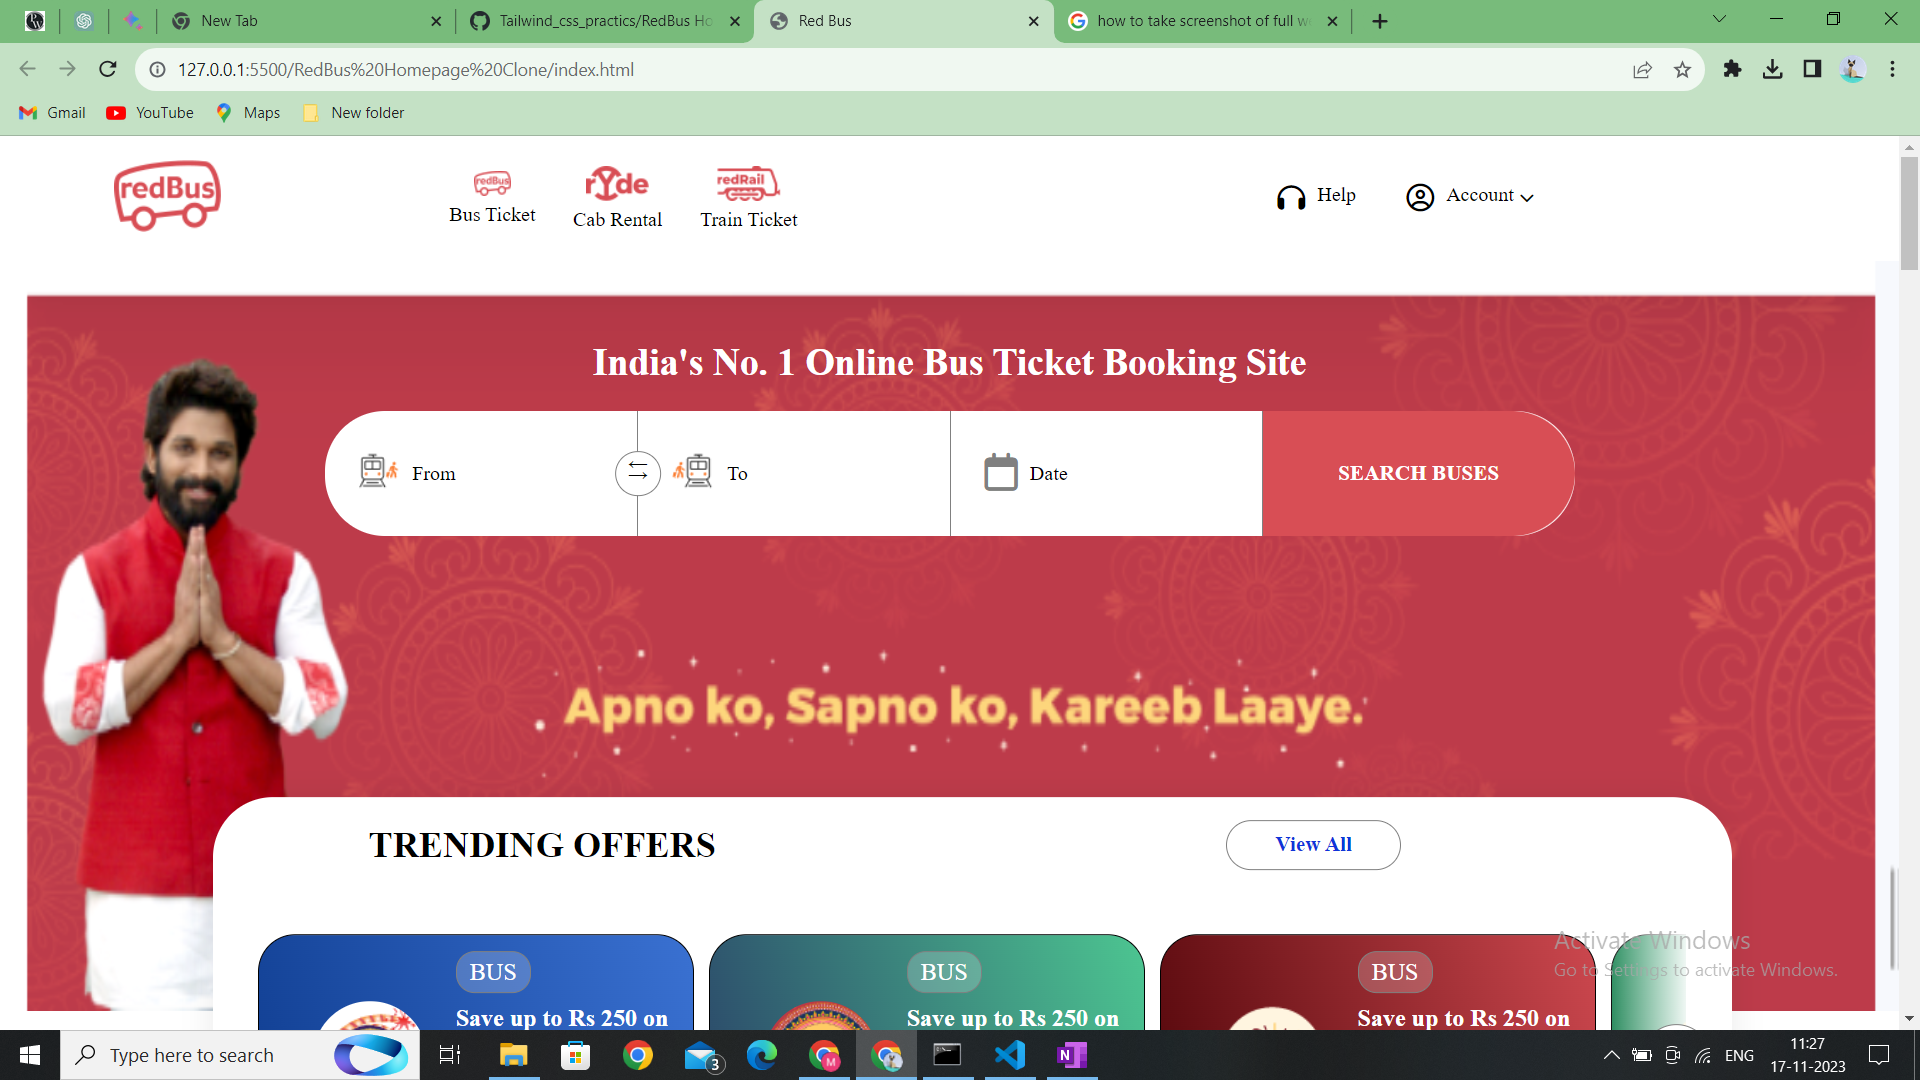 New Tab
Tailwind_css_practics/RedBus Ho
Red Bus
how to take screenshot of full we
127.0.0.1:5500/RedBus%20Homepage%20Clone/index.html
Gmail
YouTube
Maps
New folder
redBus
redBus
Bus Ticket
rYde
Cab Rental
redRail
Train Ticket
Help
Account
India's No. 1 Online Bus Ticket Booking Site
From
To
Date
SEARCH BUSES
Apno ko, Sapno ko, Kareeb Laaye.
TRENDING OFFERS
View All
BUS
Save up to Rs 250 on
BUS
Save up to Rs 250 on
BUS
Save up to Rs 250 on
Activate Windows
Go to Settings to activate Windows.
Type here to search
3
M
N
ENG
11:27
17-11-2023